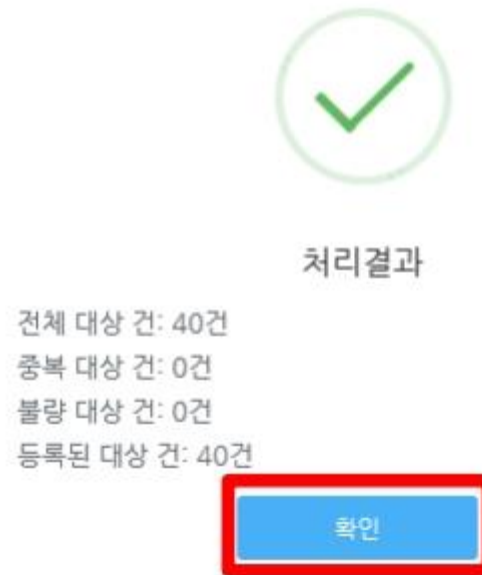 처리결과
전체 대상 건: 40건
중복 대상 건: 0건
불량 대상 건: 0건
등록된 대상 건: 40건
확인